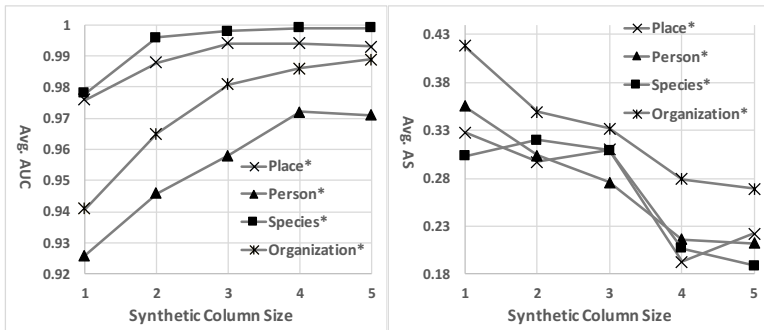 1
0.99
0.98
0.97
0.96
0.95
0.94
0.93
0.92
Avg. AUC
1 2 3 4 5
Synthetic Column Size
Place*
Person*
Species*
Organization*
0.43
0.38
0.33
0.28
0.23
0.18
Avg. AS
1 2 3 4 5
Synthetic Column Size
Place*
Person*
Species*
Organization*